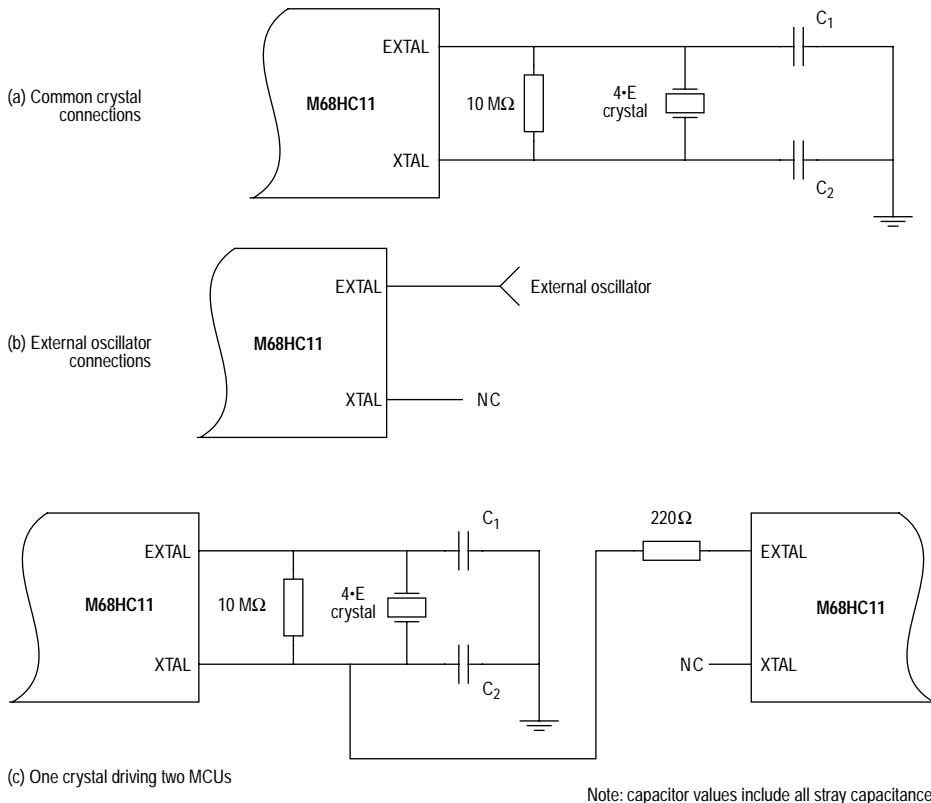 EXTAL
C1
(a) Common crystal
connections
M68HC11
10 MΩ
4•E
crystal
XTAL
C2
EXTAL
External oscillator
(b) External oscillator
connections
M68HC11
XTAL
NC
C1
220Ω
EXTAL
EXTAL
M68HC11
10 MΩ
4•E
crystal
M68HC11
XTAL
NC
XTAL
C2
(c) One crystal driving two MCUs
Note: capacitor values include all stray capacitance